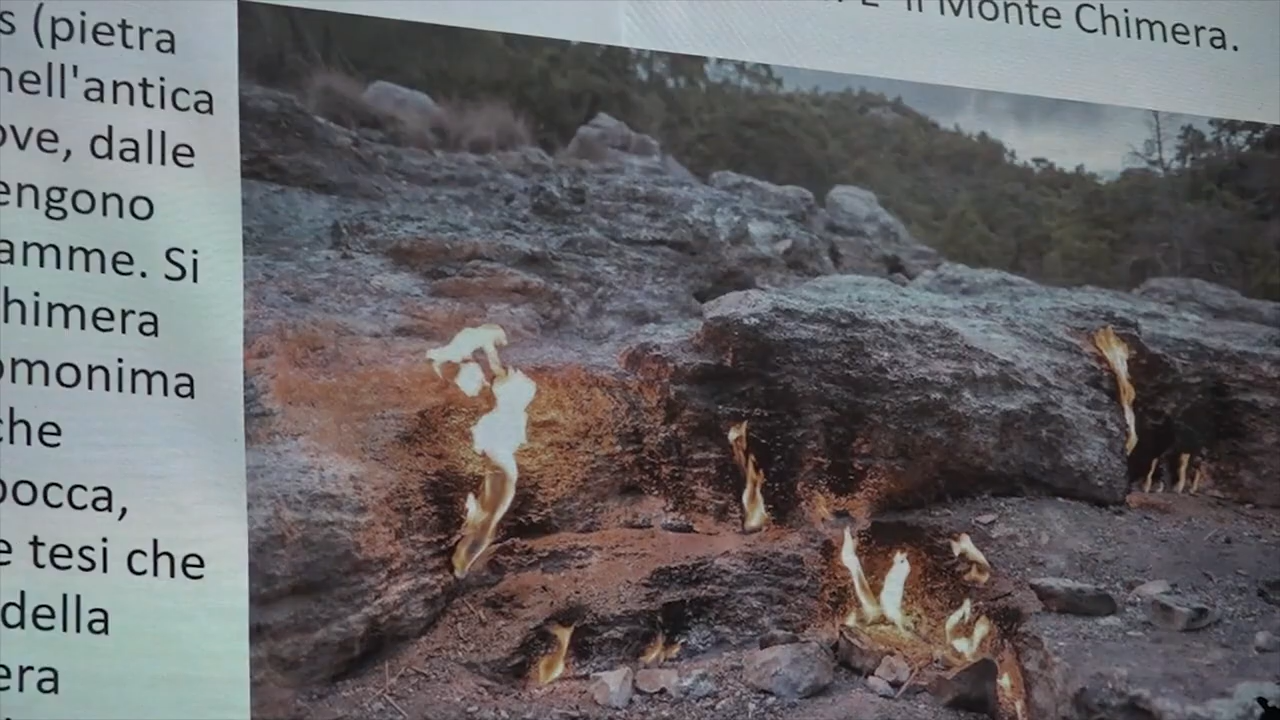 s (pietra
nell'antica
ove, dalle
engono
amme. Si
himera
omonima
che
bocca,
e tesi che
della
era
il Monte Chimera.